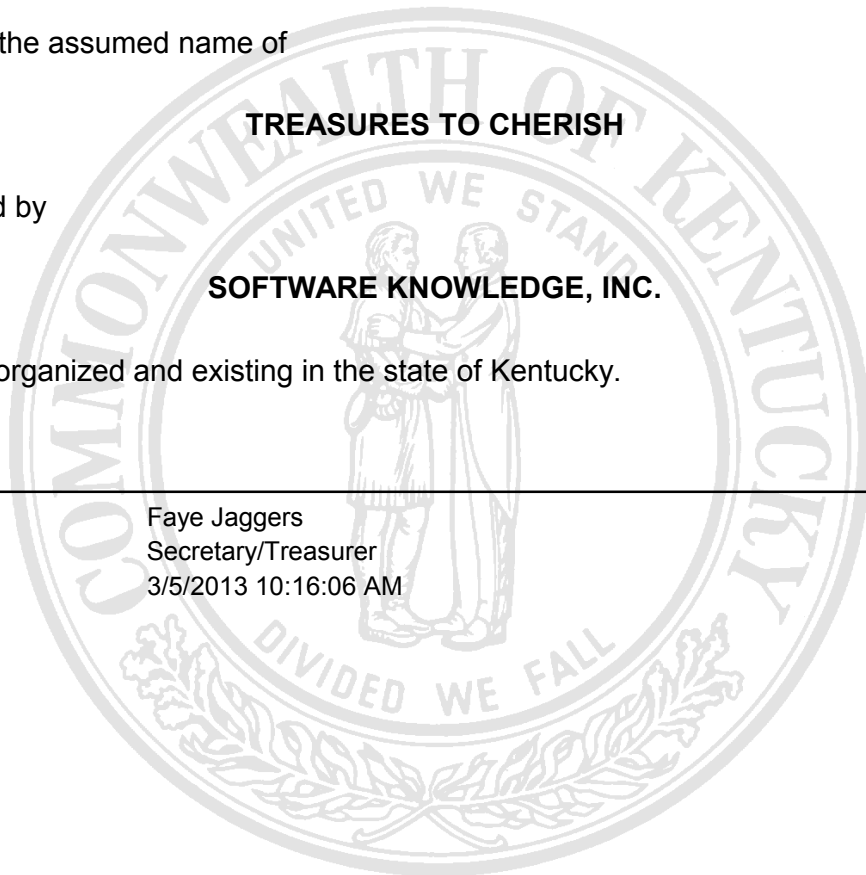 the assumed name of
TREASURES TO CHERISH
d by
SOFTWARE KNOWLEDGE, INC.
organized and existing in the state of Kentucky.
Faye Jaggers
Secretary/Treasurer
3/5/2013 10:16:06 AM
COMMONWEALTH OF KENTUCKY
UNITED WE STAND
DIVIDED WE FALL